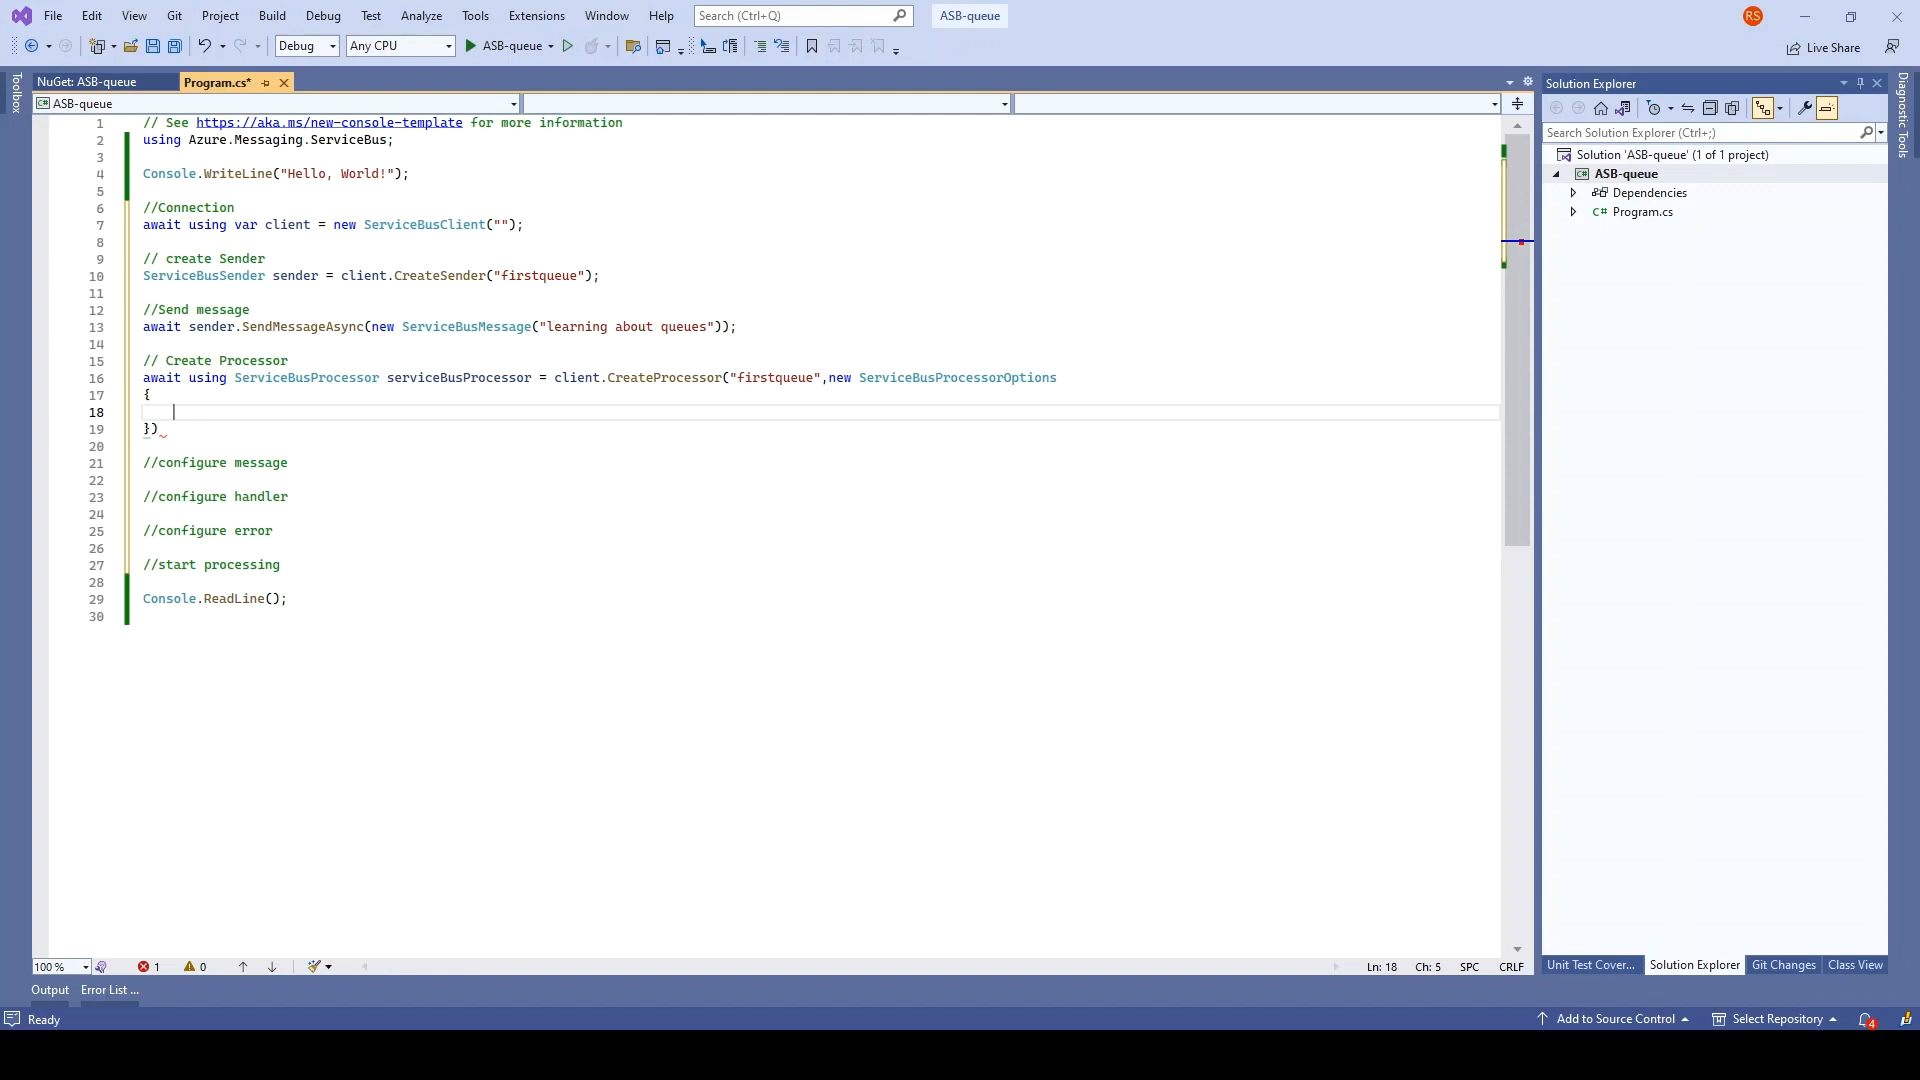 File Edit View Git Project Build Debug Test Analyze Tools Extensions Window Help Search (Ctrl+Q) ASB-queue RS
Debug Any CPU ASB-queue Live Share
Toolbox
NuGet: ASB-queue Program.cs*
ASB-queue
1 // See https://aka.ms/new-console-template for more information
2 using Azure.Messaging.ServiceBus;
3
4 Console.WriteLine("Hello, World!");
5
6 //Connection
7 await using var client = new ServiceBusClient("");
8
9 // create Sender
10 ServiceBusSender sender = client.CreateSender("firstqueue");
11
12 //Send message
13 await sender.SendMessageAsync(new ServiceBusMessage("learning about queues"));
14
15 // Create Processor
16 await using ServiceBusProcessor serviceBusProcessor = client.CreateProcessor("firstqueue",new ServiceBusProcessorOptions
17 {
18
19 })
20
21 //configure message
22
23 //configure handler
24
25 //configure error
26
27 //start processing
28
29 Console.ReadLine();
30
Solution Explorer
Search Solution Explorer (Ctrl+;)
Solution 'ASB-queue' (1 of 1 project)
ASB-queue
Dependencies
C# Program.cs
Diagnostic Tools
100 % 1 0 Ln: 18 Ch: 5 SPC CRLF
Unit Test Cover... Solution Explorer Git Changes Class View
Output Error List ...
Ready Add to Source Control Select Repository 4